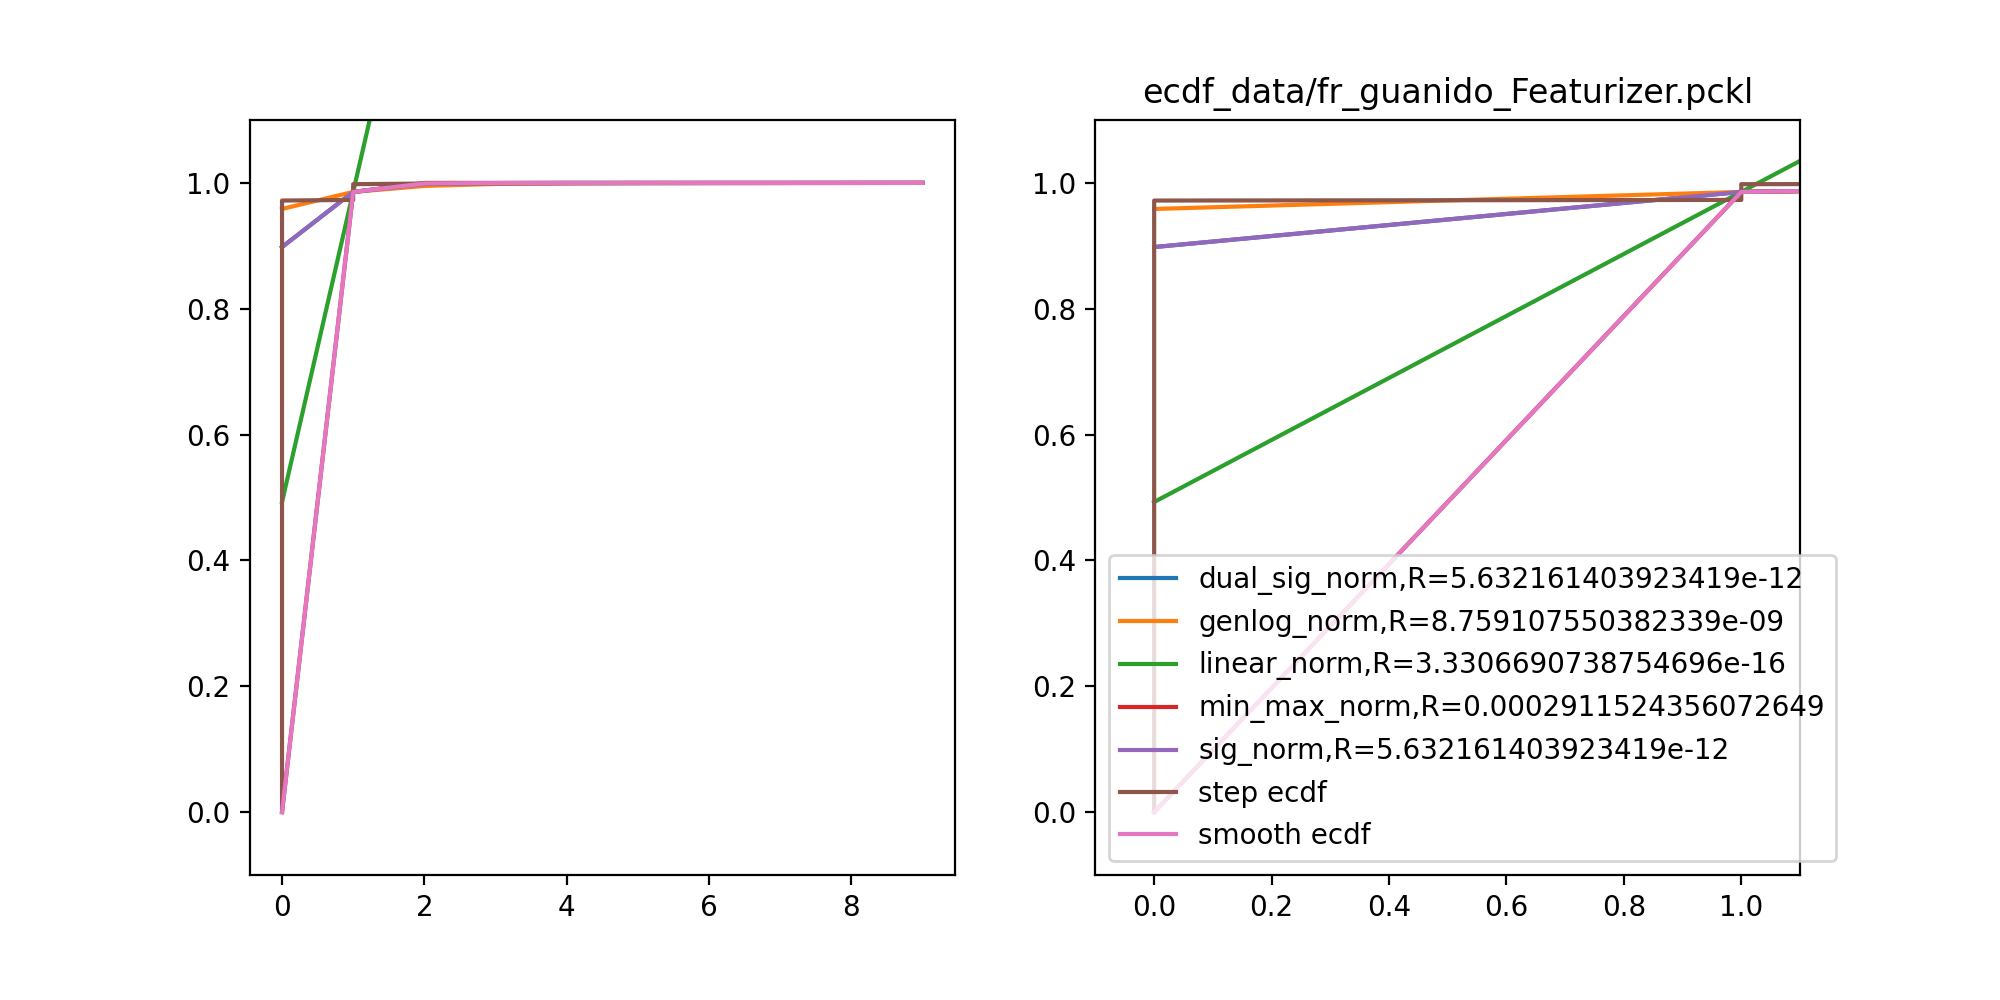 ecdf_data/fr_guanido_Featurizer.pckl
1.0
0.8
0.6
0.4
0.2
0.0
0 2 4 6 8
1.0
0.8
0.6
0.4
0.2
0.0
0.0 0.2 0.4 0.6 0.8 1.0
dual_sig_norm,R=5.632161403923419e-12
genlog_norm,R=8.759107550382339e-09
linear_norm,R=3.3306690738754696e-16
min_max_norm,R=0.0002911524356072649
sig_norm,R=5.632161403923419e-12
step ecdf
smooth ecdf